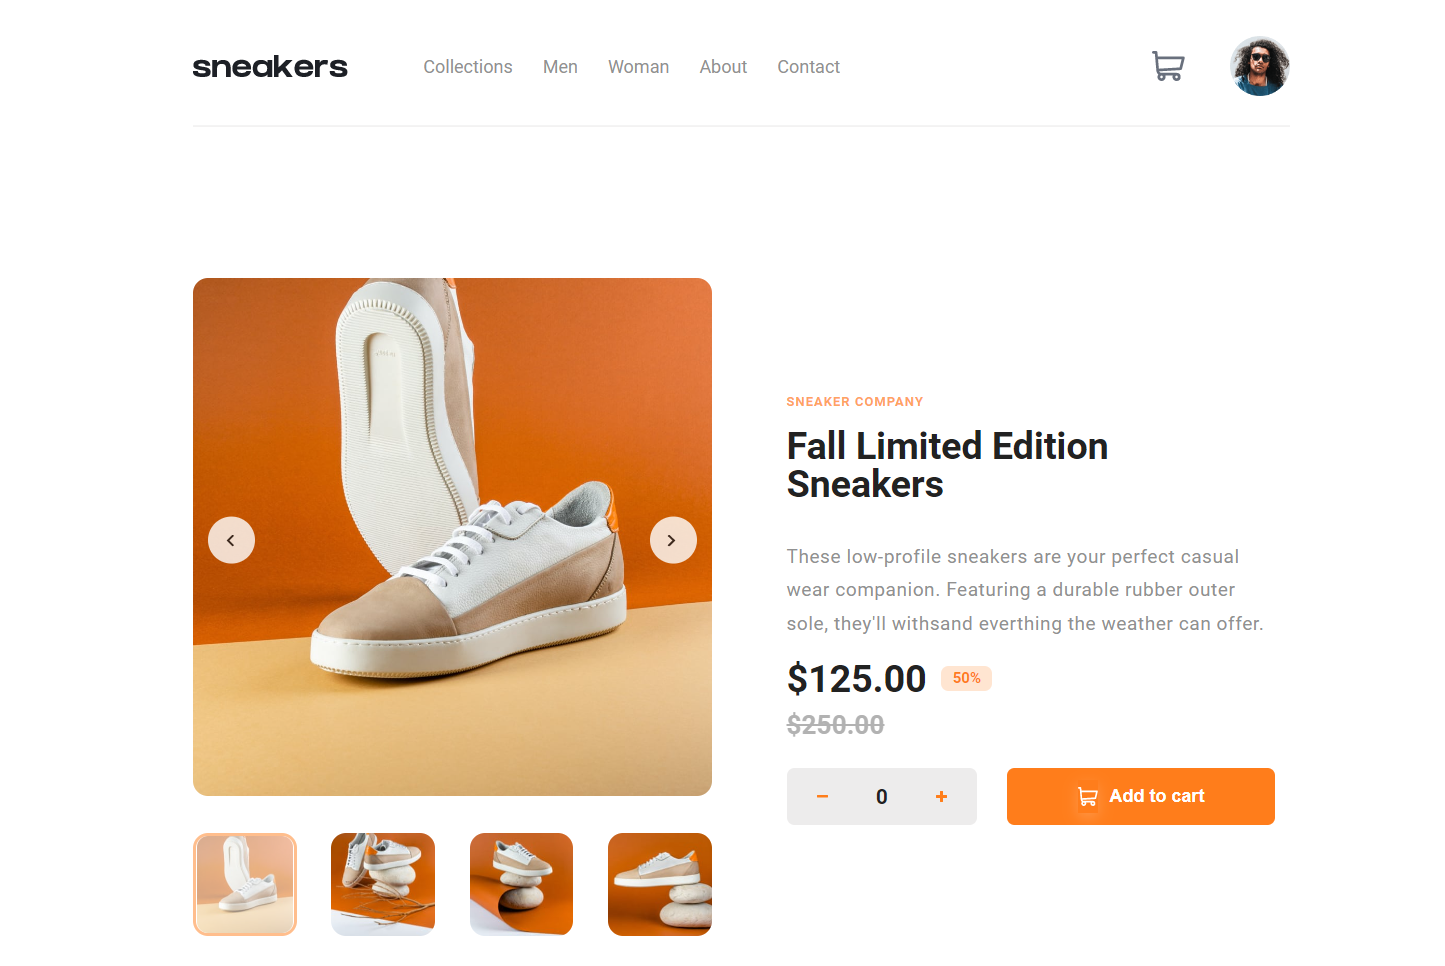 sneakers
Collections Men Woman About Contact
SNEAKER COMPANY
Fall Limited Edition
Sneakers
These low-profile sneakers are your perfect casual
wear companion. Featuring a durable rubber outer
sole, they'll withsand everthing the weather can offer.
$125.00 50%
$250.00
0
Add to cart